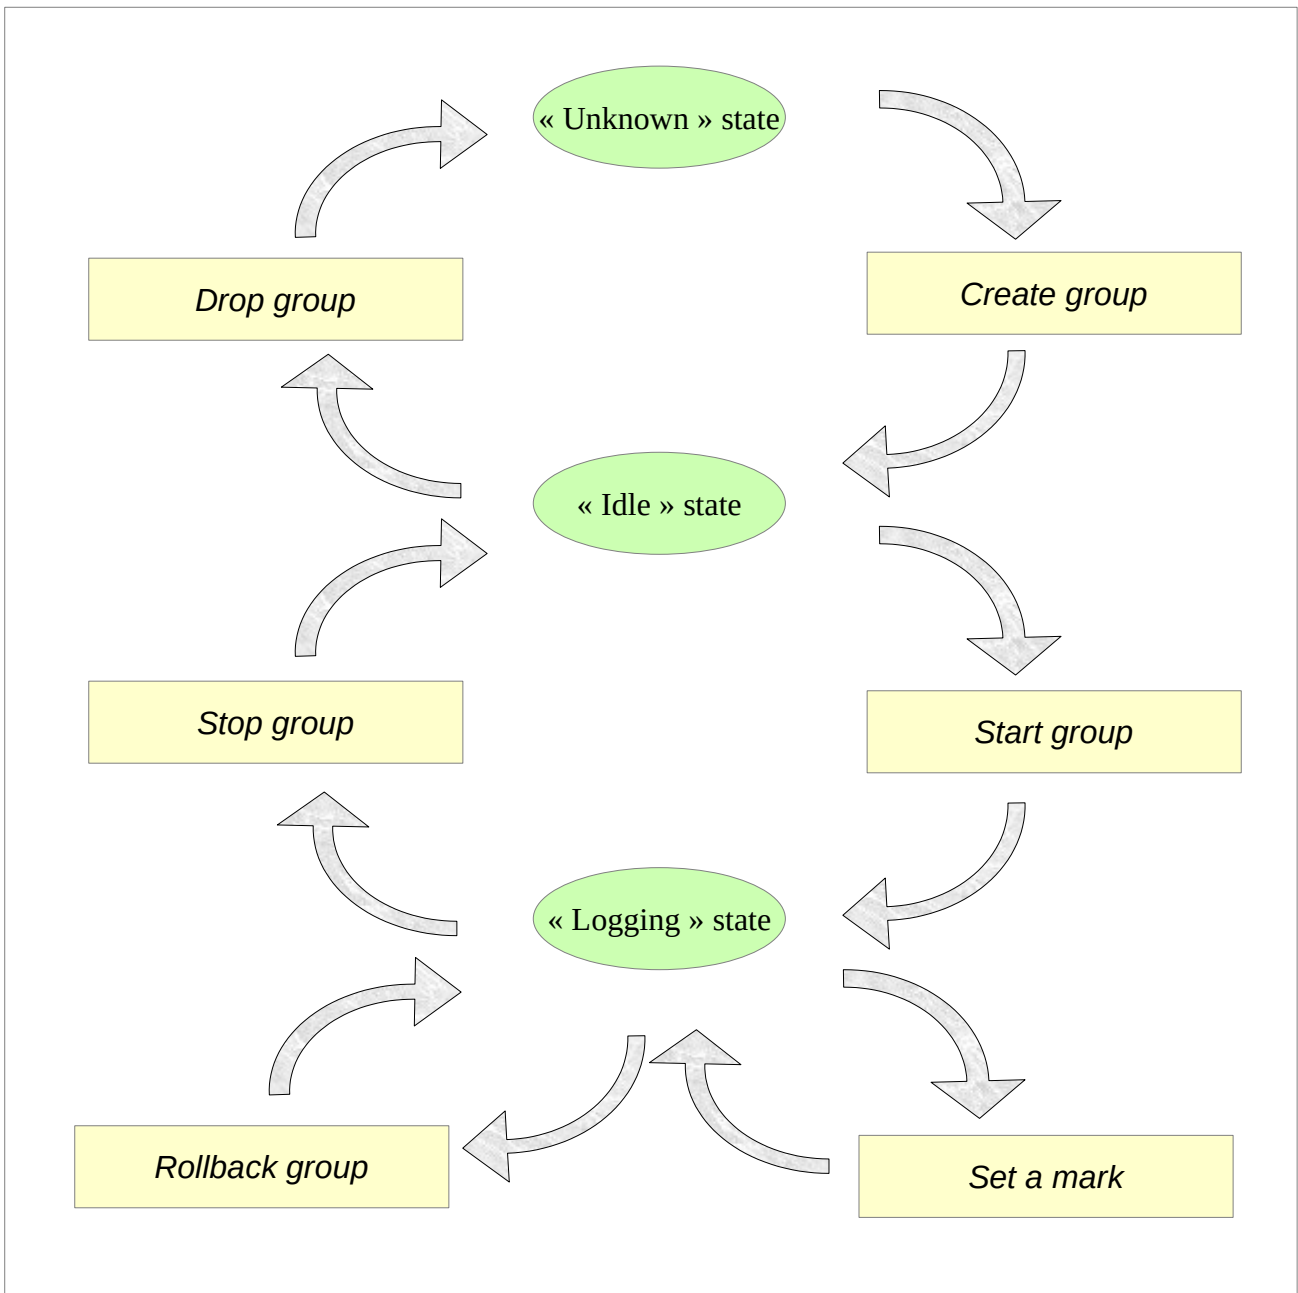 « Unknown » state
Drop group
Create group
« Idle » state
Stop group
Start group
« Logging » state
Rollback group
Set a mark